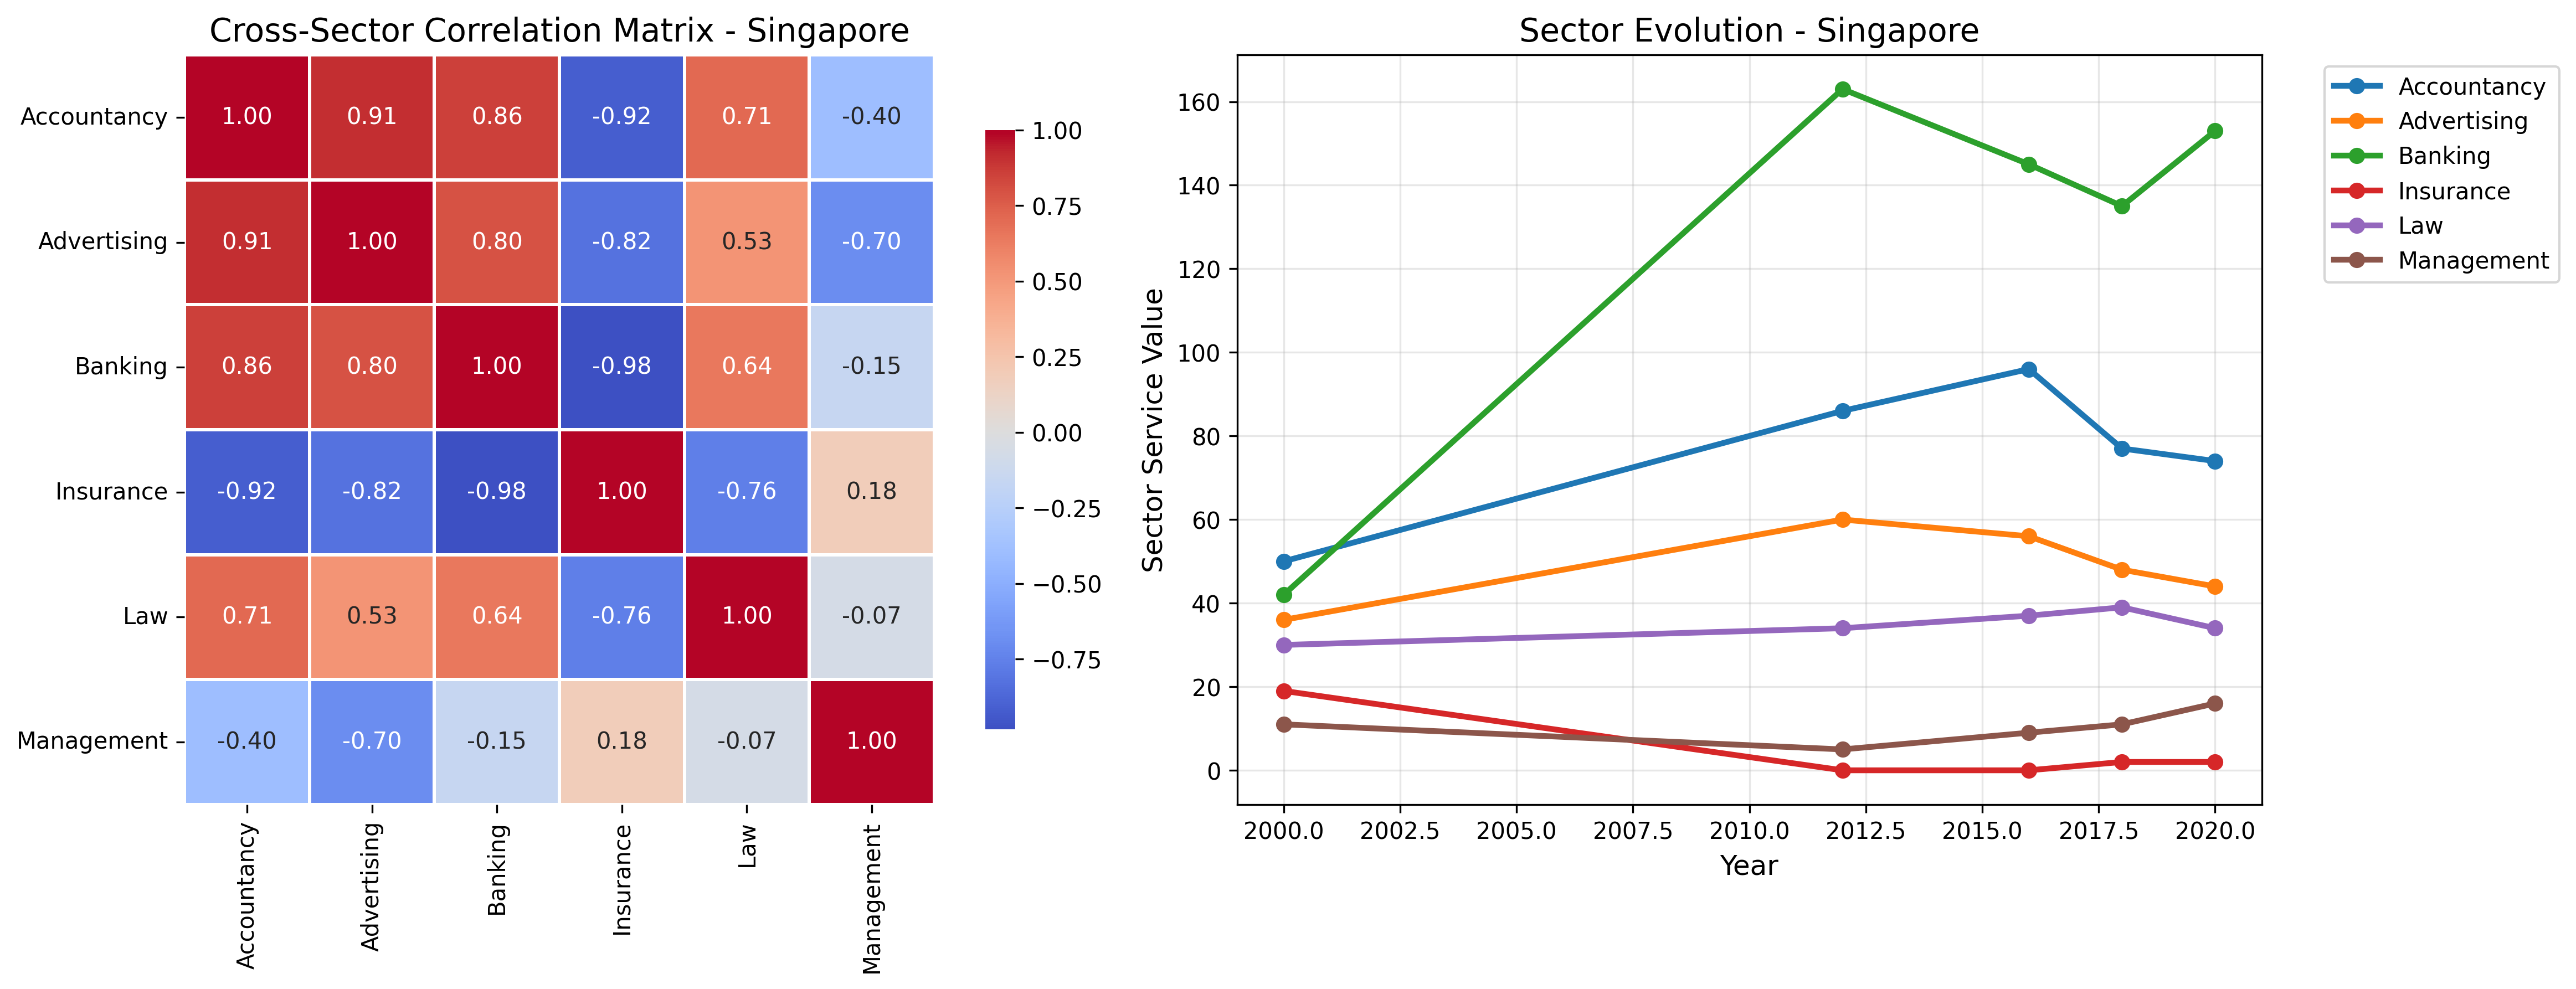 Cross-Sector Correlation Matrix - Singapore
Accountancy 1.00 0.91 0.86 -0.92 0.71 -0.40
Advertising 0.91 1.00 0.80 -0.82 0.53 -0.70
Banking 0.86 0.80 1.00 -0.98 0.64 -0.15
Insurance -0.92 -0.82 -0.98 1.00 -0.76 0.18
Law 0.71 0.53 0.64 -0.76 1.00 -0.07
Management -0.40 -0.70 -0.15 0.18 -0.07 1.00
Accountancy Advertising Banking Insurance Law Management
1.00
0.75
0.50
0.25
0.00
−0.25
−0.50
−0.75
Sector Evolution - Singapore
Sector Service Value
160
140
120
100
80
60
40
20
0
2000.0 2002.5 2005.0 2007.5 2010.0 2012.5 2015.0 2017.5 2020.0
Year
Accountancy
Advertising
Banking
Insurance
Law
Management